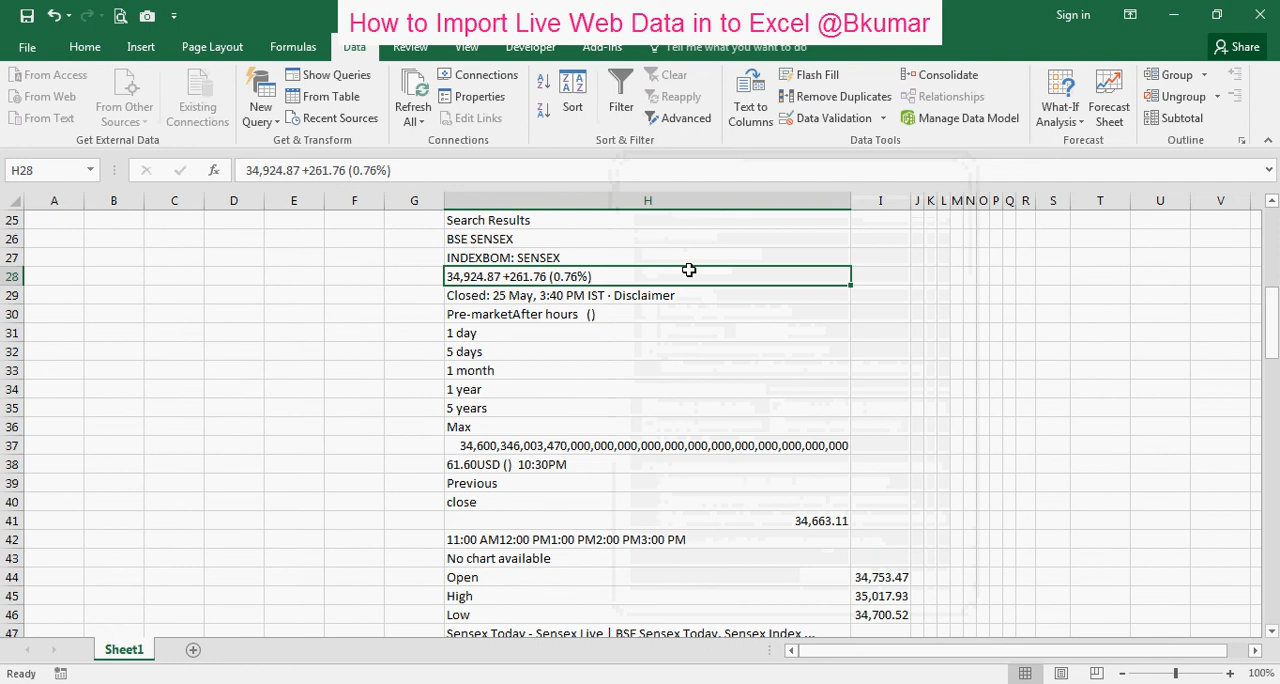 How to Import Live Web Data in to Excel @Bkumar
Sign in
File Home Insert Page Layout Formulas Data Review View Developer Add-ins Tell me what you want to do
Share
From Access
From Web
From Text
From Other Sources
Existing Connections
Get External Data
New Query
Show Queries
From Table
Recent Sources
Get & Transform
Refresh All
Connections
Properties
Edit Links
Connections
Sort
Filter
Clear
Reapply
Advanced
Sort & Filter
Text to Columns
Flash Fill
Remove Duplicates
Data Validation
Consolidate
Relationships
Manage Data Model
Data Tools
What-If Analysis
Forecast Sheet
Forecast
Group
Ungroup
Subtotal
Outline
H28
fx
34,924.87 +261.76 (0.76%)
A B C D E F G H I J K L M N O P Q R S T U V
25 Search Results
26 BSE SENSEX
27 INDEXBOM: SENSEX
28 34,924.87 +261.76 (0.76%)
29 Closed: 25 May, 3:40 PM IST · Disclaimer
30 Pre-marketAfter hours ()
31 1 day
32 5 days
33 1 month
34 1 year
35 5 years
36 Max
37 34,600,346,003,470,000,000,000,000,000,000,000,000,000,000,000,000
38 61.60USD () 10:30PM
39 Previous
40 close
41 34,663.11
42 11:00 AM12:00 PM1:00 PM2:00 PM3:00 PM
43 No chart available
44 Open 34,753.47
45 High 35,017.93
46 Low 34,700.52
47 Sensex Today - Sensex Live | BSE Sensex Today, Sensex Index ...
Sheet1
Ready
100%